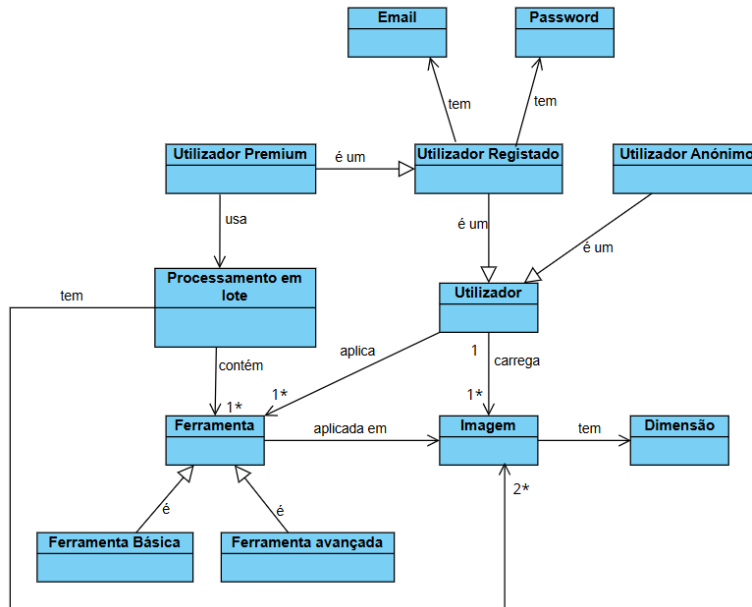 Email
Password
tem
tem
Utilizador Premium
é um
Utilizador Registado
Utilizador Anónimo
usa
é um
é um
Processamento em
lote
tem
Utilizador
contém
aplica
1
carrega
1*
1*
1*
Ferramenta
aplicada em
Imagem
tem
Dimensão
2*
é
é
Ferramenta Básica
Ferramenta avançada